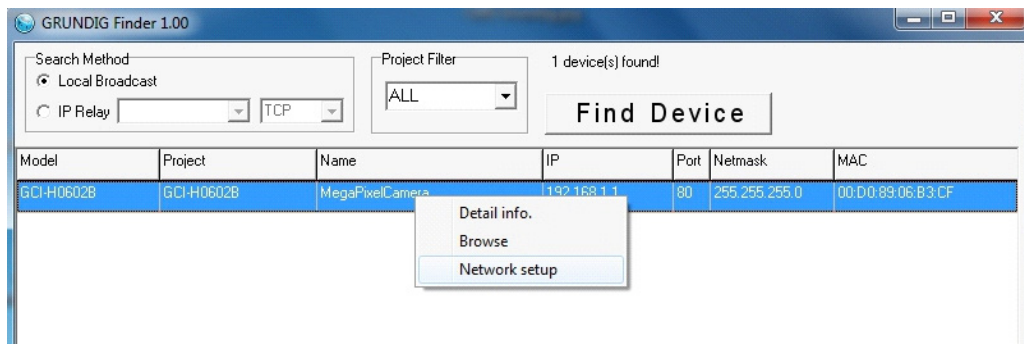 GRUNDIG Finder 1.00
Search Method
Local Broadcast
IP Relay TCP
Project Filter
ALL
1 device(s) found!
Find Device
Model Project Name IP Port Netmask MAC
GCI-H0602B GCI-H0602B MegaPixelCamera 192.168.1.1 80 255.255.255.0 00:D0:89:06:B3:CF
Detail info.
Browse
Network setup